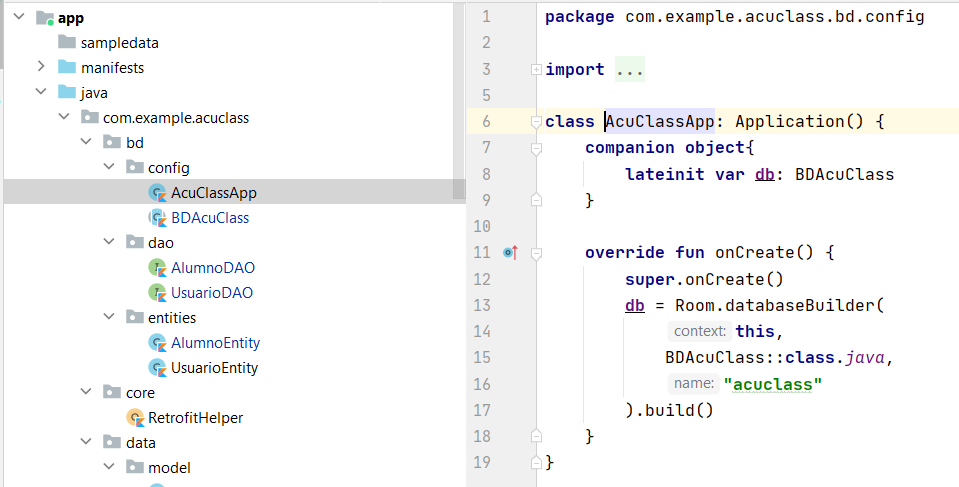 app
sampledata
manifests
java
com.example.acuclass
bd
config
AcuClassApp
BDAcuClass
dao
AlumnoDAO
UsuarioDAO
entities
AlumnoEntity
UsuarioEntity
core
RetrofitHelper
data
model
1 package com.example.acuclass.bd.config
2
3 import ...
5
6 class AcuClassApp: Application() {
7 companion object{
8 lateinit var db: BDAcuClass
9 }
10
11 override fun onCreate() {
12 super.onCreate()
13 db = Room.databaseBuilder(
14 context: this,
15 BDAcuClass::class.java,
16 name: "acuclass"
17 ).build()
18 }
19 }